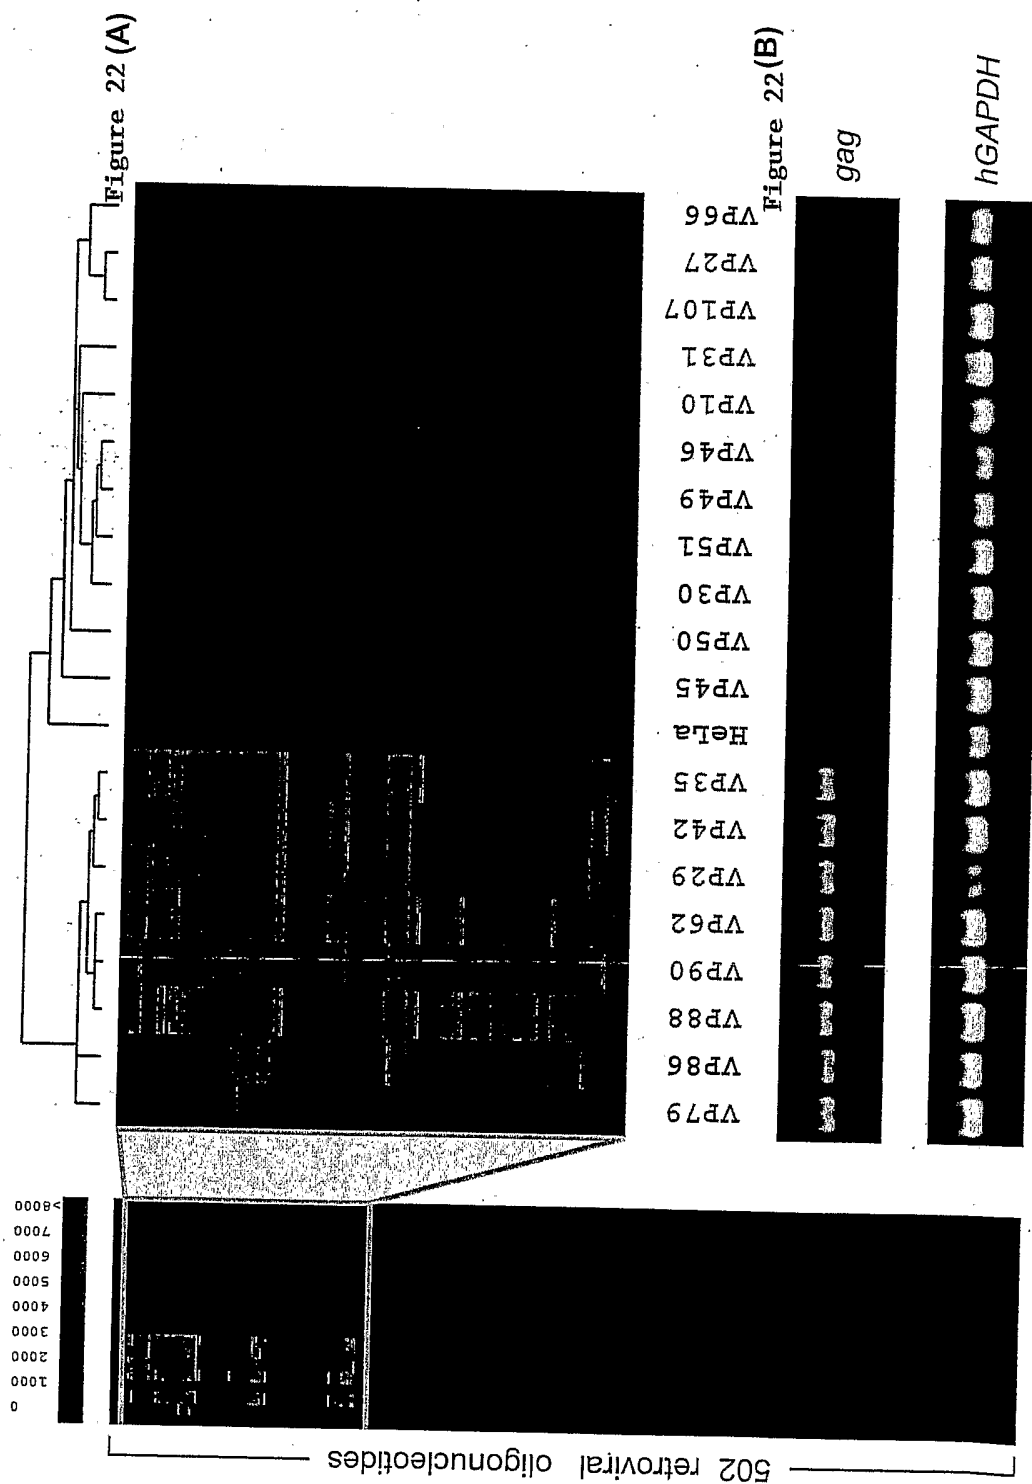 Figure 22 (A)
0
1000
2000
3000
4000
5000
6000
7000
>8000
502 retroviral oligonucleotides
VP79
VP86
VP88
VP90
VP62
VP29
VP42
VP35
HeLa
VP45
VP50
VP30
VP51
VP49
VP46
VP10
VP31
VP107
VP27
VP66
Figure 22 (B)
gag
hGAPDH